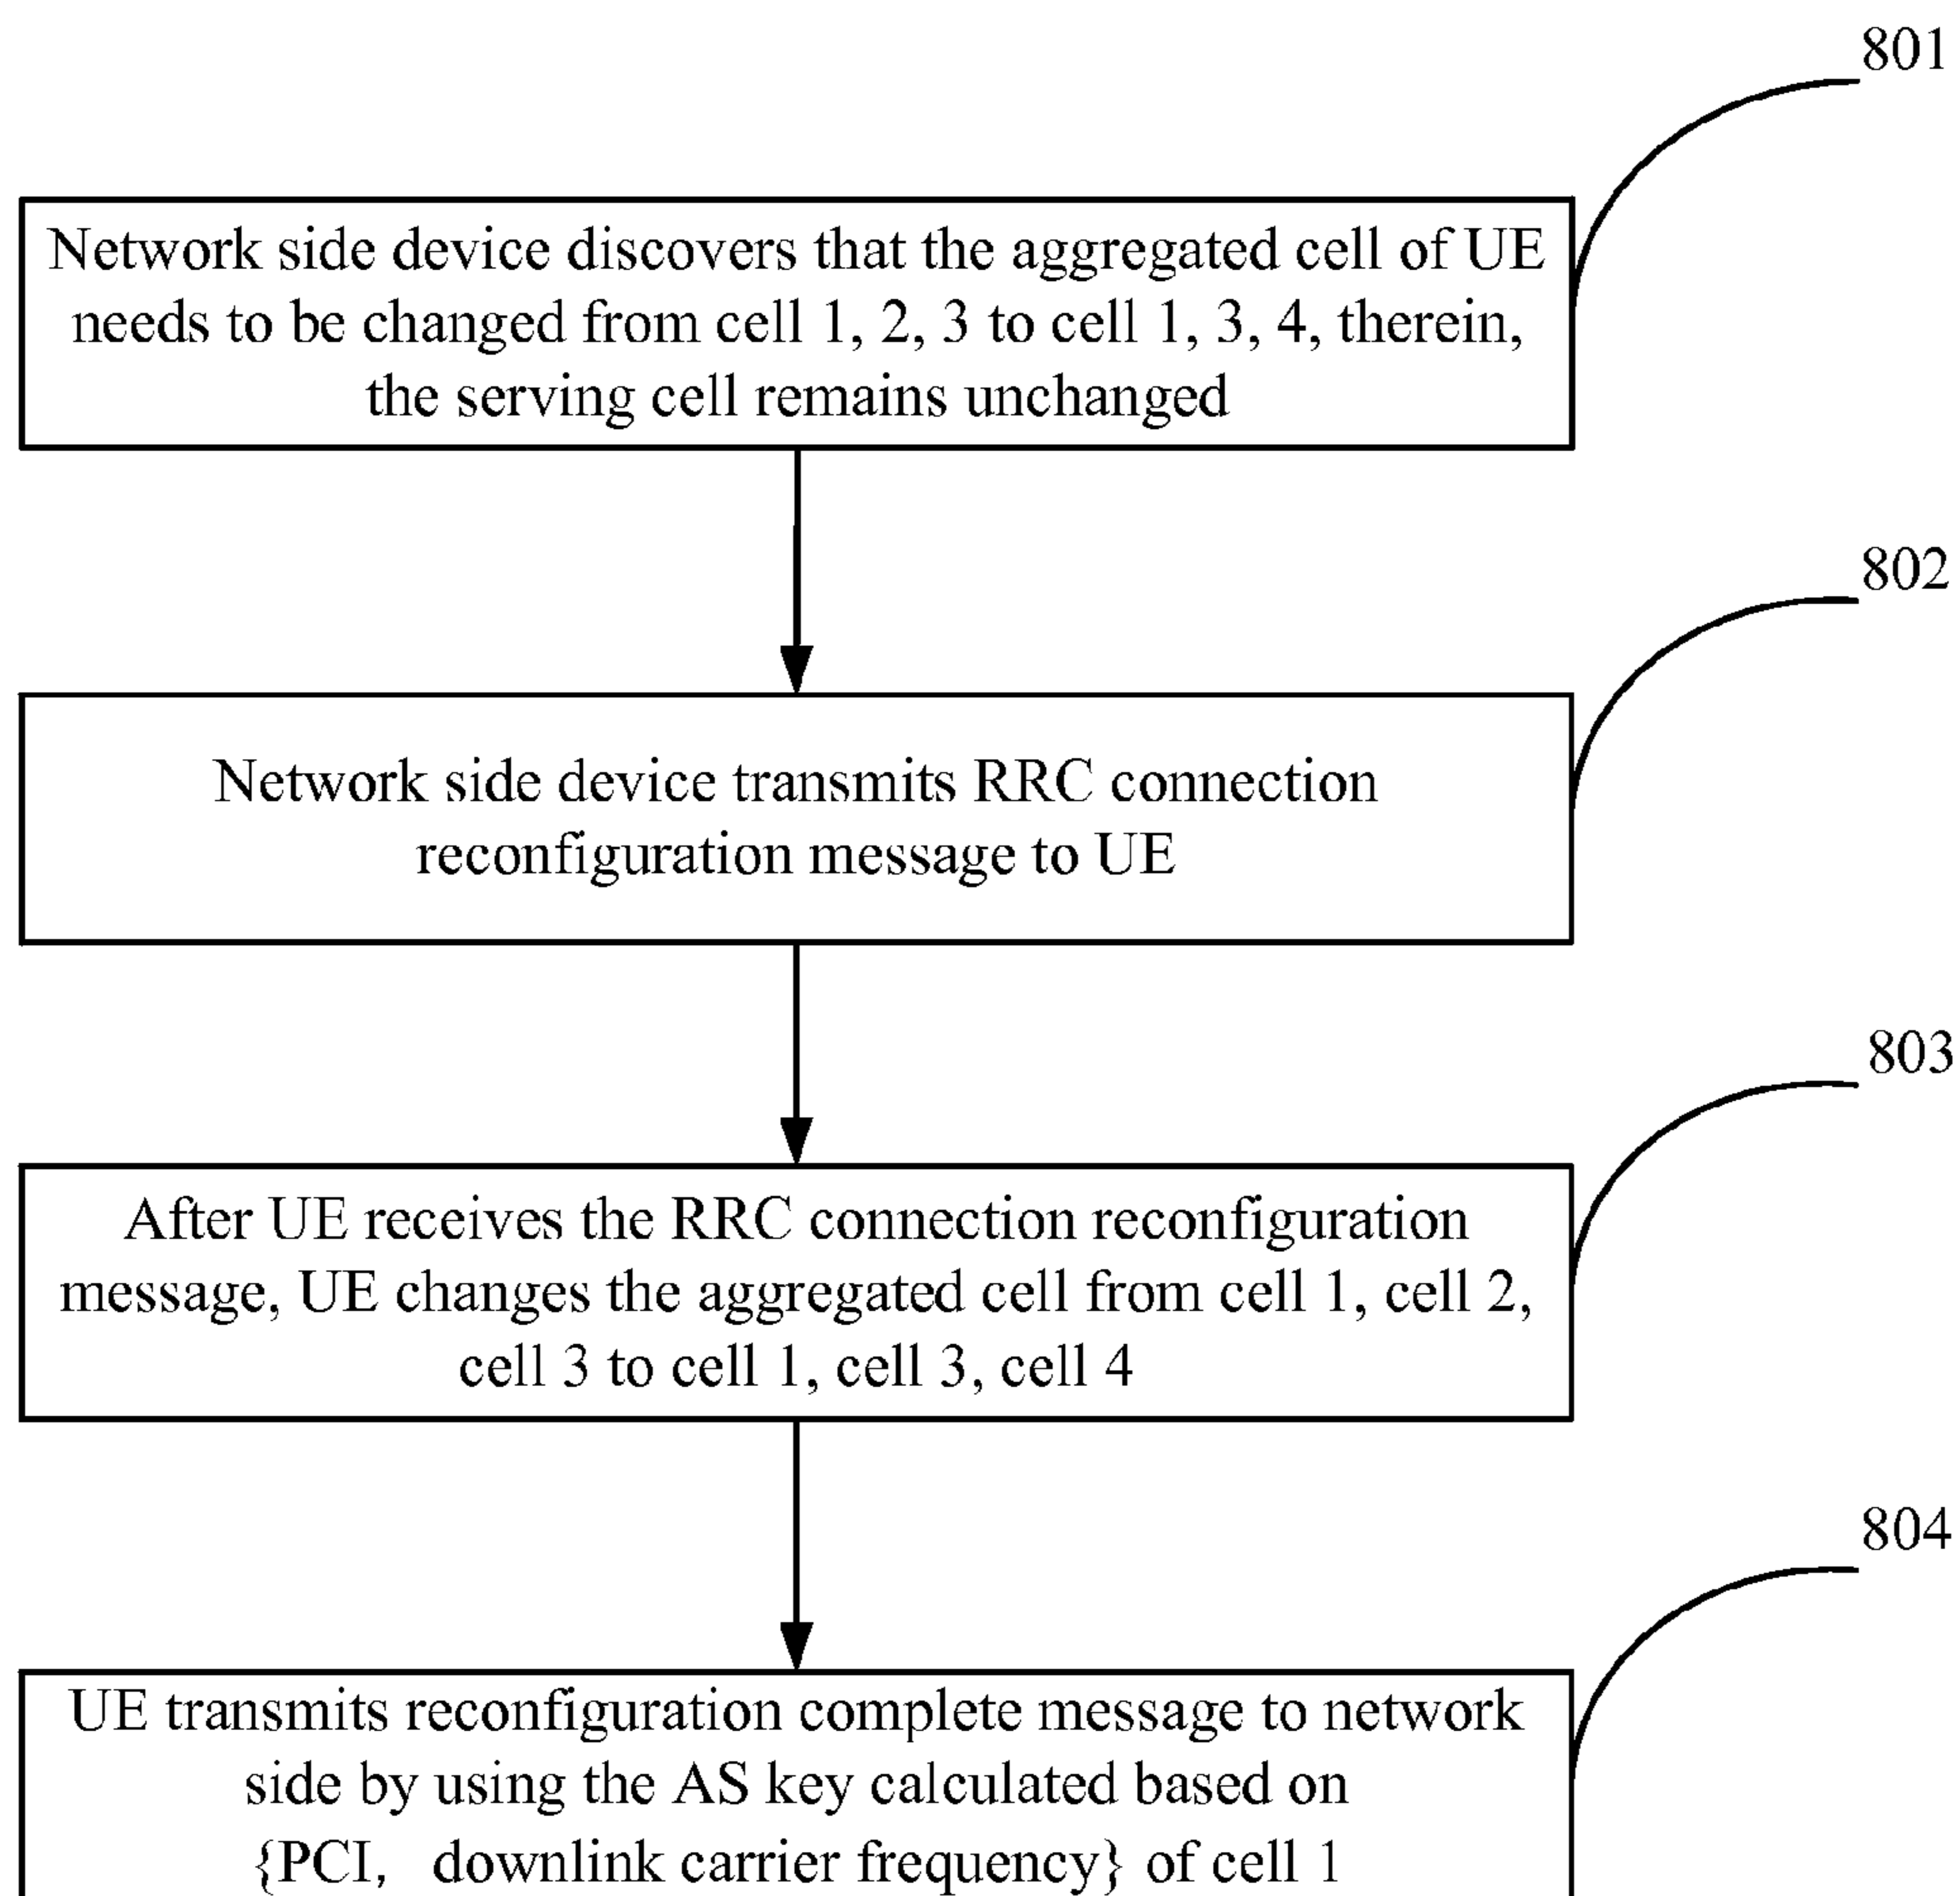 801
Network side device discovers that the aggregated cell of UE
needs to be changed from cell 1, 2, 3 to cell 1, 3, 4, therein,
the serving cell remains unchanged
802
Network side device transmits RRC connection
reconfiguration message to UE
803
After UE receives the RRC connection reconfiguration
message, UE changes the aggregated cell from cell 1, cell 2,
cell 3 to cell 1, cell 3, cell 4
804
UE transmits reconfiguration complete message to network
side by using the AS key calculated based on
{PCI, downlink carrier frequency} of cell 1